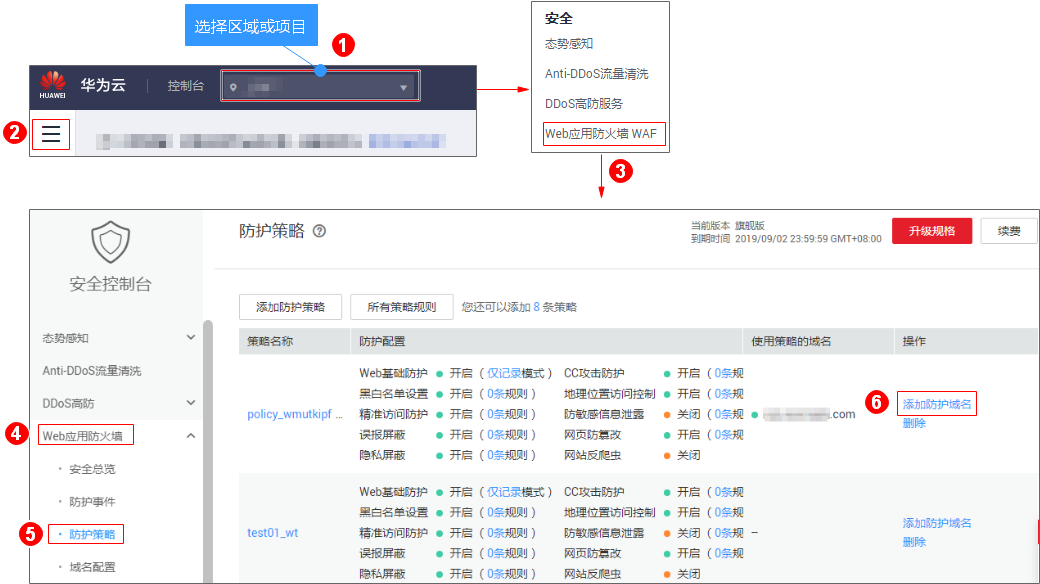 选择区域或项目
1
HUAWEI
华为云
控制台
2
安全
态势感知
Anti-DDoS流量清洗
DDoS高防服务
Web应用防火墙 WAF
3
安全控制台
态势感知
Anti-DDoS流量清洗
DDoS高防
4
Web应用防火墙
安全总览
防护事件
5
防护策略
域名配置
防护策略 ?
当前版本 旗舰版
到期时间 2019/09/02 23:59:59 GMT+08:00
升级规格
续费
添加防护策略
所有策略规则
您还可以添加 8 条策略
策略名称 防护配置 使用策略的域名 操作
policy_wmutkipf ...
Web基础防护 开启（仅记录模式） CC攻击防护 开启（0条规
黑白名单设置 开启（0条规则） 地理位置访问控制 开启（0条规
精准访问防护 开启（0条规则） 防敏感信息泄露 关闭（0条规
误报屏蔽 开启（0条规则） 网页防篡改 开启（0条规
隐私屏蔽 开启（0条规则） 网站反爬虫 关闭
.com
6
添加防护域名
删除
test01_wt
Web基础防护 开启（仅记录模式） CC攻击防护 开启（0条规
黑白名单设置 开启（0条规则） 地理位置访问控制 开启（0条规
精准访问防护 开启（0条规则） 防敏感信息泄露 关闭（0条规
误报屏蔽 开启（0条规则） 网页防篡改 开启（0条规
隐私屏蔽 开启（0条规则） 网站反爬虫 关闭
--
添加防护域名
删除